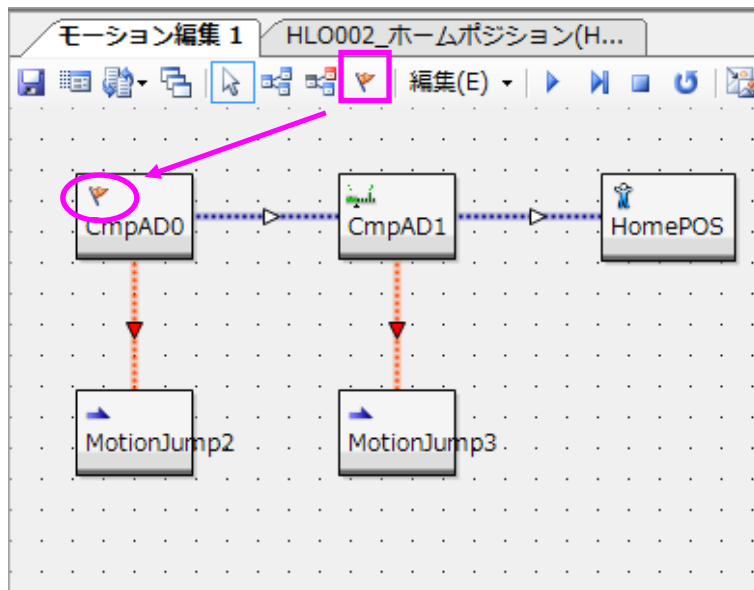 モーション編集 1
HLO002_ホームポジション(H...
編集(E)
CmpAD0
CmpAD1
HomePOS
MotionJump2
MotionJump3